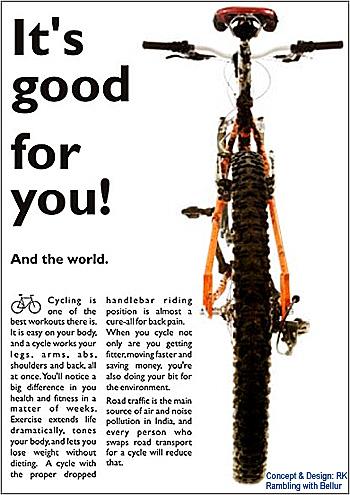 It's
good
for
you!
And the world.
Cycling is
one of the
best workouts there is.
It is easy on your body,
and a cycle works your
legs, arms, abs,
shoulders and back, all
at once. You'll notice a
big difference in you
health and fitness in a
matter of weeks.
Exercise extends life
dramatically, tones
your body, and lets you
lose weight without
dieting. A cycle with
the proper dropped
handlebar riding
position is almost a
cure-all for back pain.
When you cycle not
only are you getting
fitter, moving faster and
saving money, you're
also doing your bit for
the environment.
Road traffic is the main
source of air and noise
pollution in India, and
every person who
swaps road transport
for a cycle will reduce
that.
Concept & Design: RK
Rambling with Bellur